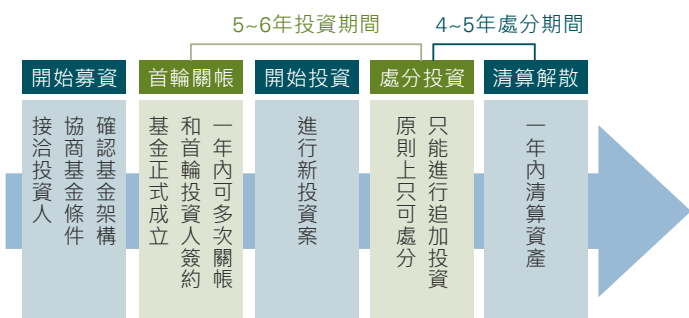 5~6年投資期間
4~5年處分期間
開始募資
首輪關帳
開始投資
處分投資
清算解散
確認基金架構
協商基金條件
接洽投資人
一年內可多次關帳
和首輪投資人簽約
基金正式成立
進行新投資案
只能進行追加投資
原則上只可處分
一年內清算資產